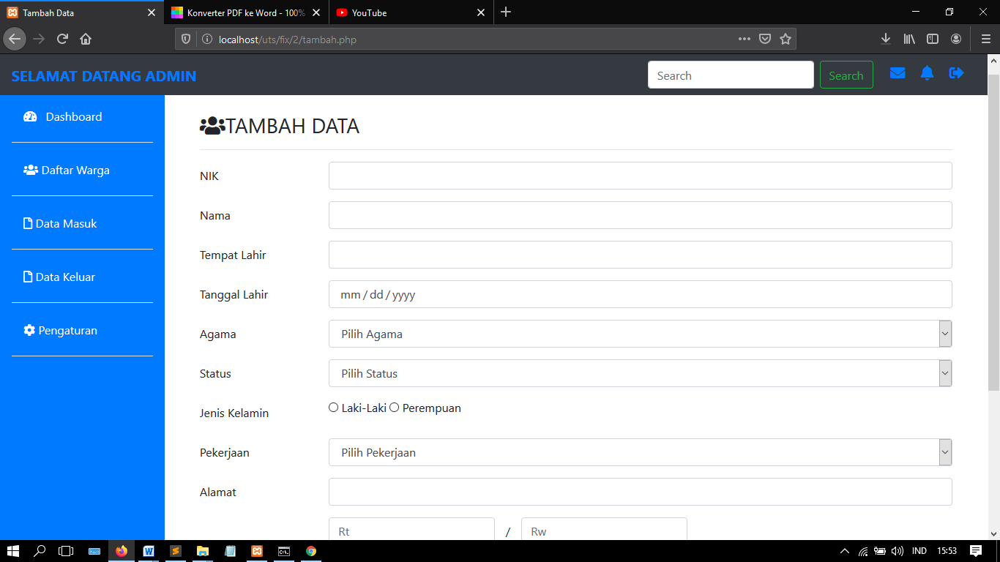 Tambah Data
Konverter PDF ke Word - 100%
YouTube
localhost/uts/fix/2/tambah.php
SELAMAT DATANG ADMIN
Search
Search
Dashboard
Daftar Warga
Data Masuk
Data Keluar
Pengaturan
TAMBAH DATA
NIK
Nama
Tempat Lahir
Tanggal Lahir
mm / dd / yyyy
Agama
Pilih Agama
Status
Pilih Status
Jenis Kelamin
Laki-Laki Perempuan
Pekerjaan
Pilih Pekerjaan
Alamat
Rt / Rw
IND 15:53